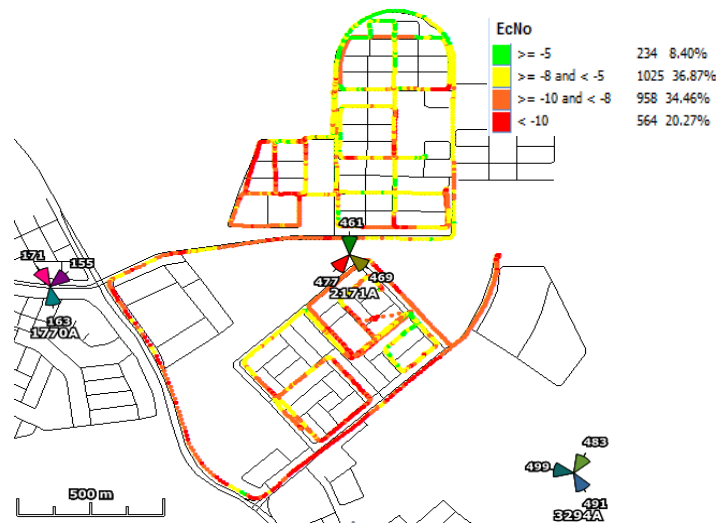 EcNo
>= -5 234 8.40%
>= -8 and < -5 1025 36.87%
>= -10 and < -8 958 34.46%
< -10 564 20.27%
461
171 155
477 469
2171A
163
1770A
483
499
491
3294A
500 m